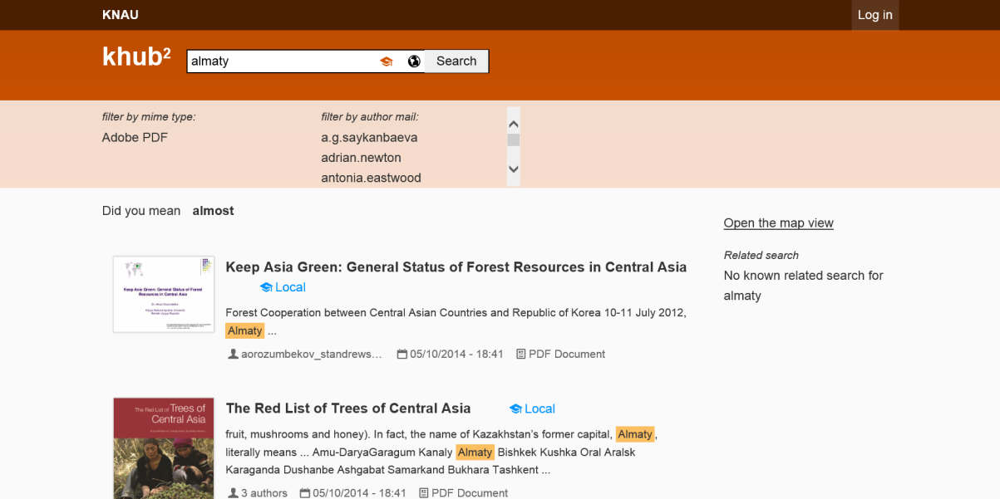 KNAU
Log in
khub²
almaty
Search
filter by mime type:
filter by author mail:
Adobe PDF
a.g.saykanbaeva
adrian.newton
antonia.eastwood
Did you mean almost
Open the map view
Related search
No known related search for
almaty
Keep Asia Green: General Status of Forest
Resources in Central Asia
Keep Asia Green: General Status of Forest Resources in Central Asia
Local
Forest Cooperation between Central Asian Countries and Republic of Korea 10-11 July 2012,
Almaty ...
aorozumbekov_standrews... 05/10/2014 - 18:41 PDF Document
The Red List of Trees of
Central Asia
The Red List of Trees of Central Asia Local
fruit, mushrooms and honey). In fact, the name of Kazakhstan’s former capital, Almaty,
literally means ... Amu-DaryaGaragum Kanaly Almaty Bishkek Kushka Oral Aralsk
Karaganda Dushanbe Ashgabat Samarkand Bukhara Tashkent ...
3 authors 05/10/2014 - 18:41 PDF Document